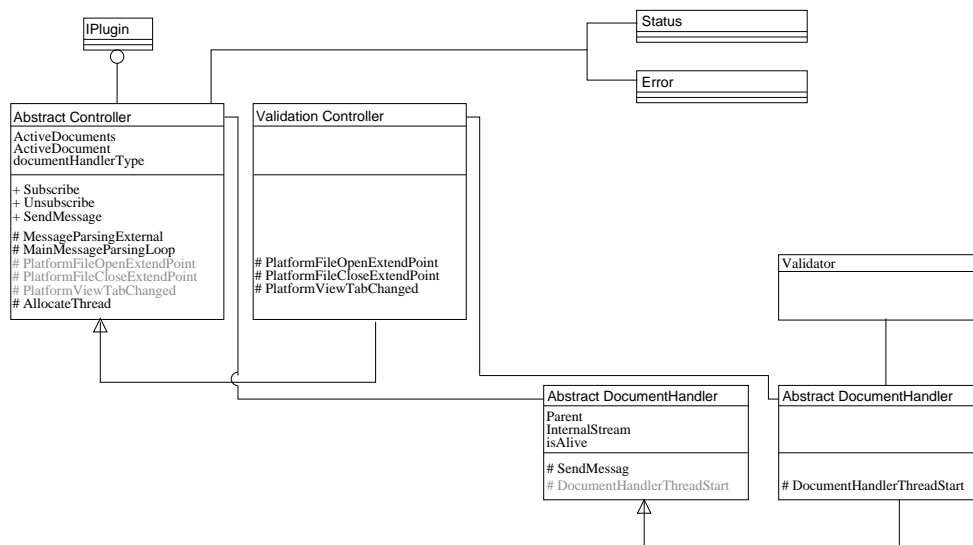 IPlugin
Status
Error
Abstract Controller
ActiveDocuments
ActiveDocument
documentHandlerType
+ Subscribe
+ Unsubscribe
+ SendMessage
# MessageParsingExternal
# MainMessageParsingLoop
# PlatformFileOpenExtendPoint
# PlatformFileCloseExtendPoint
# PlatformViewTabChanged
# AllocateThread
Validation Controller
# PlatformFileOpenExtendPoint
# PlatformFileCloseExtendPoint
# PlatformViewTabChanged
Validator
Abstract DocumentHandler
Parent
InternalStream
isAlive
# SendMessag
# DocumentHandlerThreadStart
Abstract DocumentHandler
# DocumentHandlerThreadStart